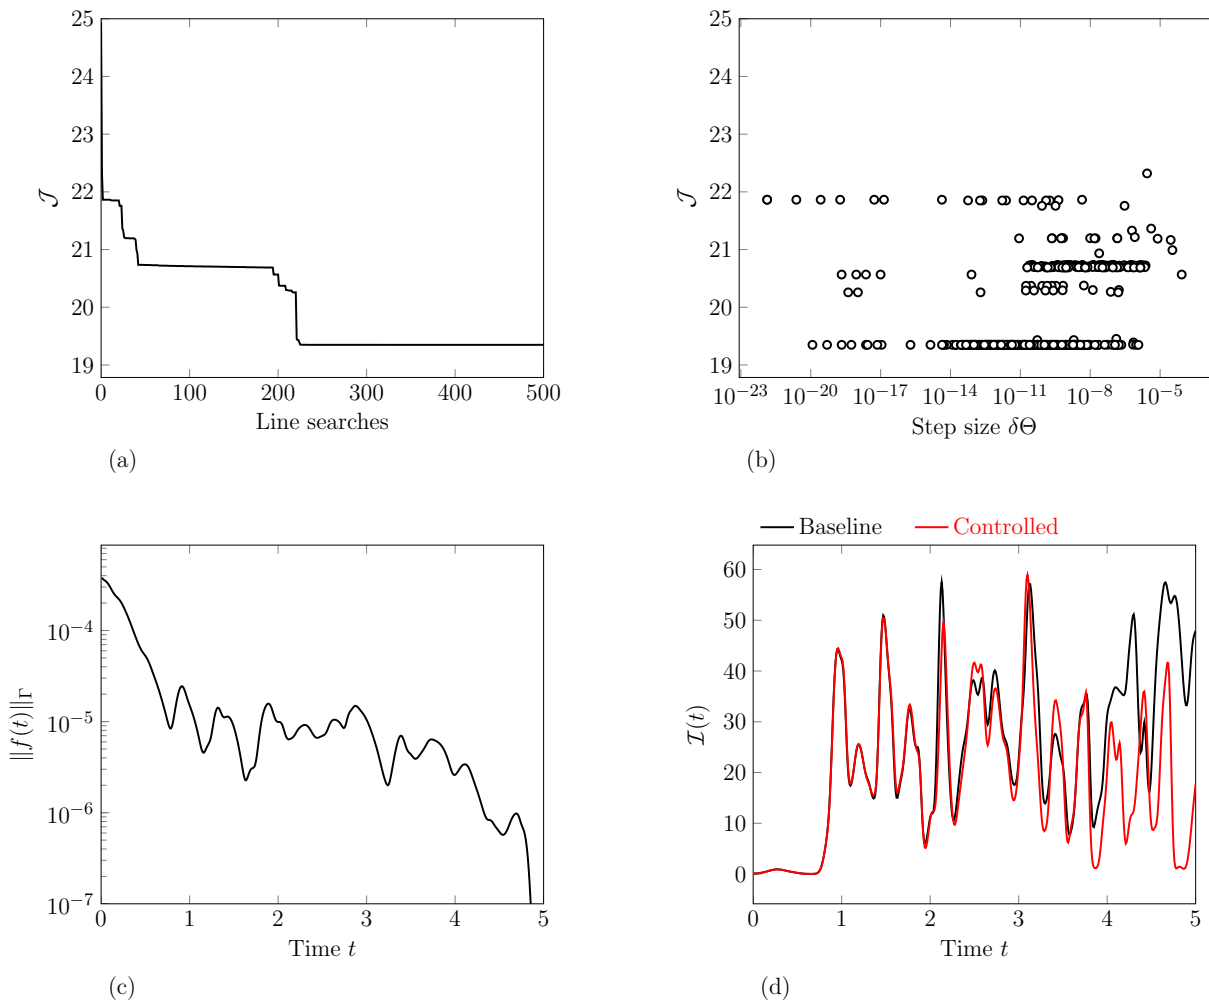 25
24
23
22
21
20
19
𝒥
0 100 200 300 400 500
Line searches
(a)
25
24
23
22
21
20
19
𝒥
10⁻²³ 10⁻²⁰ 10⁻¹⁷ 10⁻¹⁴ 10⁻¹¹ 10⁻⁸ 10⁻⁵
Step size δΘ
(b)
10⁻⁴
10⁻⁵
10⁻⁶
10⁻⁷
||f(t)||Γ
0 1 2 3 4 5
Time t
(c)
Baseline Controlled
60
50
40
30
20
10
0
ℐ(t)
0 1 2 3 4 5
Time t
(d)